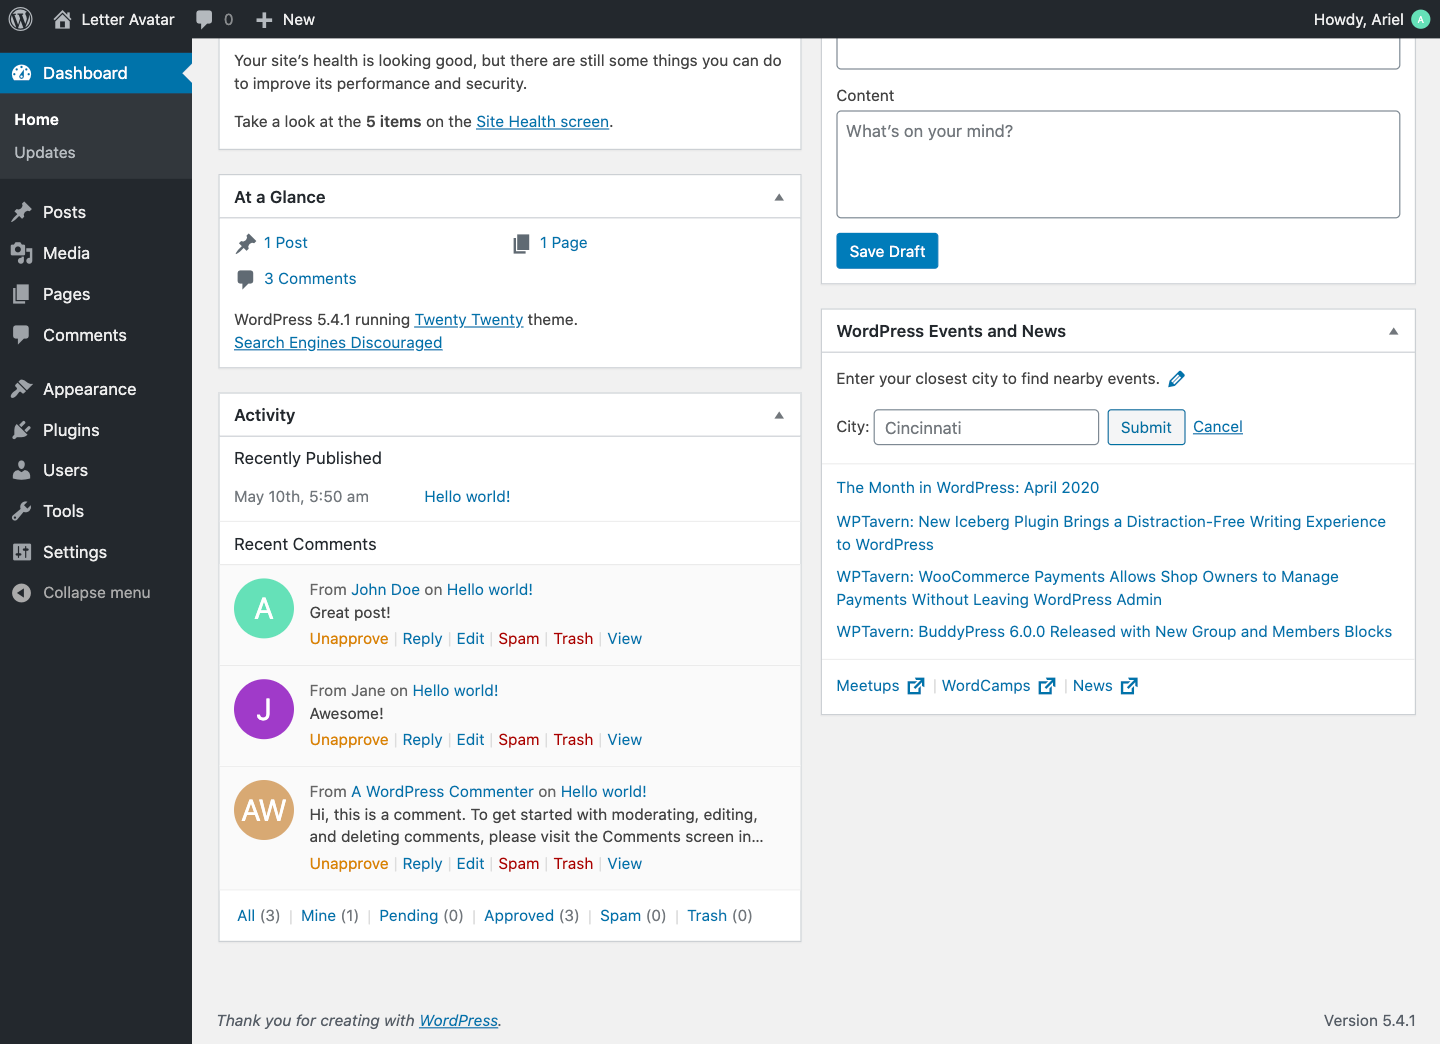 Letter Avatar
0
New
Howdy, Ariel
A
Dashboard
Home
Updates
Posts
Media
Pages
Comments
Appearance
Plugins
Users
Tools
Settings
Collapse menu
Your site’s health is looking good, but there are still some things you can do
to improve its performance and security.
Take a look at the 5 items on the Site Health screen.
At a Glance
1 Post
1 Page
3 Comments
WordPress 5.4.1 running Twenty Twenty theme.
Search Engines Discouraged
Activity
Recently Published
May 10th, 5:50 am
Hello world!
Recent Comments
A
From John Doe on Hello world!
Great post!
Unapprove | Reply | Edit | Spam | Trash | View
J
From Jane on Hello world!
Awesome!
Unapprove | Reply | Edit | Spam | Trash | View
AW
From A WordPress Commenter on Hello world!
Hi, this is a comment. To get started with moderating, editing,
and deleting comments, please visit the Comments screen in…
Unapprove | Reply | Edit | Spam | Trash | View
All (3) | Mine (1) | Pending (0) | Approved (3) | Spam (0) | Trash (0)
Content
What’s on your mind?
Save Draft
WordPress Events and News
Enter your closest city to find nearby events.
City: Cincinnati Submit Cancel
The Month in WordPress: April 2020
WPTavern: New Iceberg Plugin Brings a Distraction-Free Writing Experience
to WordPress
WPTavern: WooCommerce Payments Allows Shop Owners to Manage
Payments Without Leaving WordPress Admin
WPTavern: BuddyPress 6.0.0 Released with New Group and Members Blocks
Meetups | WordCamps | News
Thank you for creating with WordPress.
Version 5.4.1